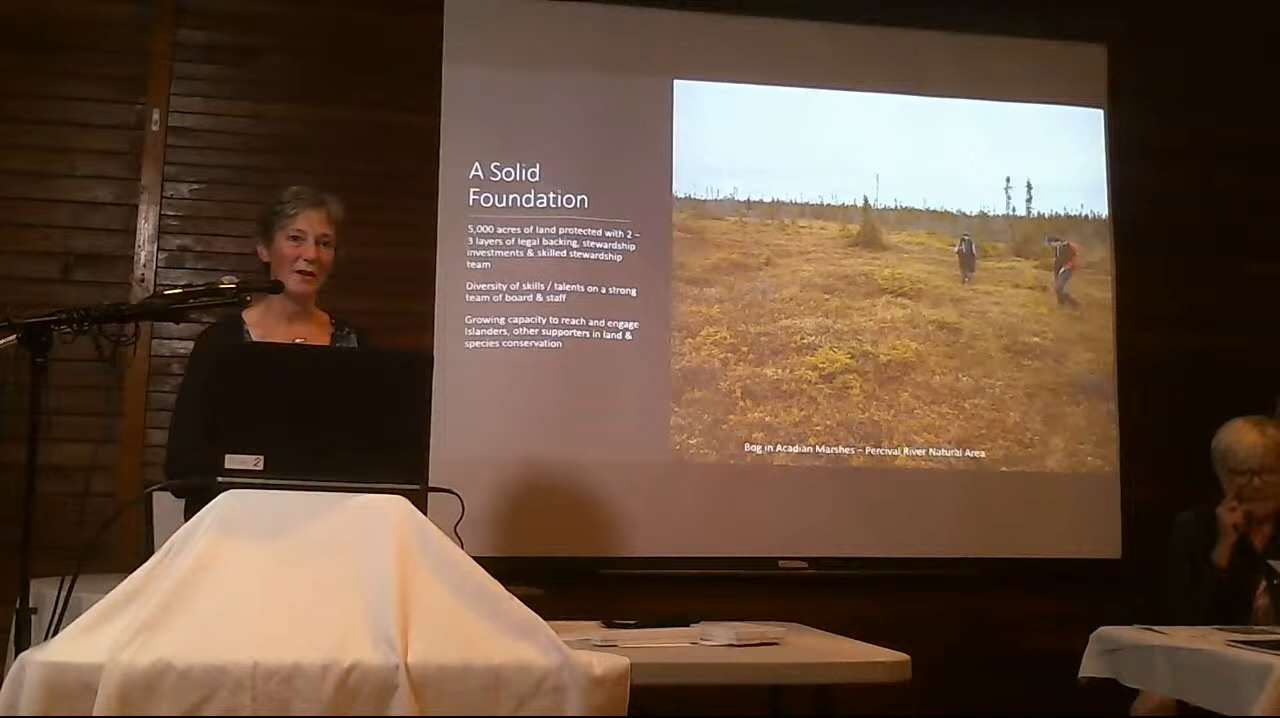 A Solid
Foundation
5,000 acres of land protected with 2 –
3 layers of legal backing, stewardship
investments & skilled stewardship
team
Diversity of skills / talents on a strong
team of board & staff
Growing capacity to reach and engage
Islanders, other supporters in land &
species conservation
Bog in Acadian Marshes – Percival River Natural Area
2